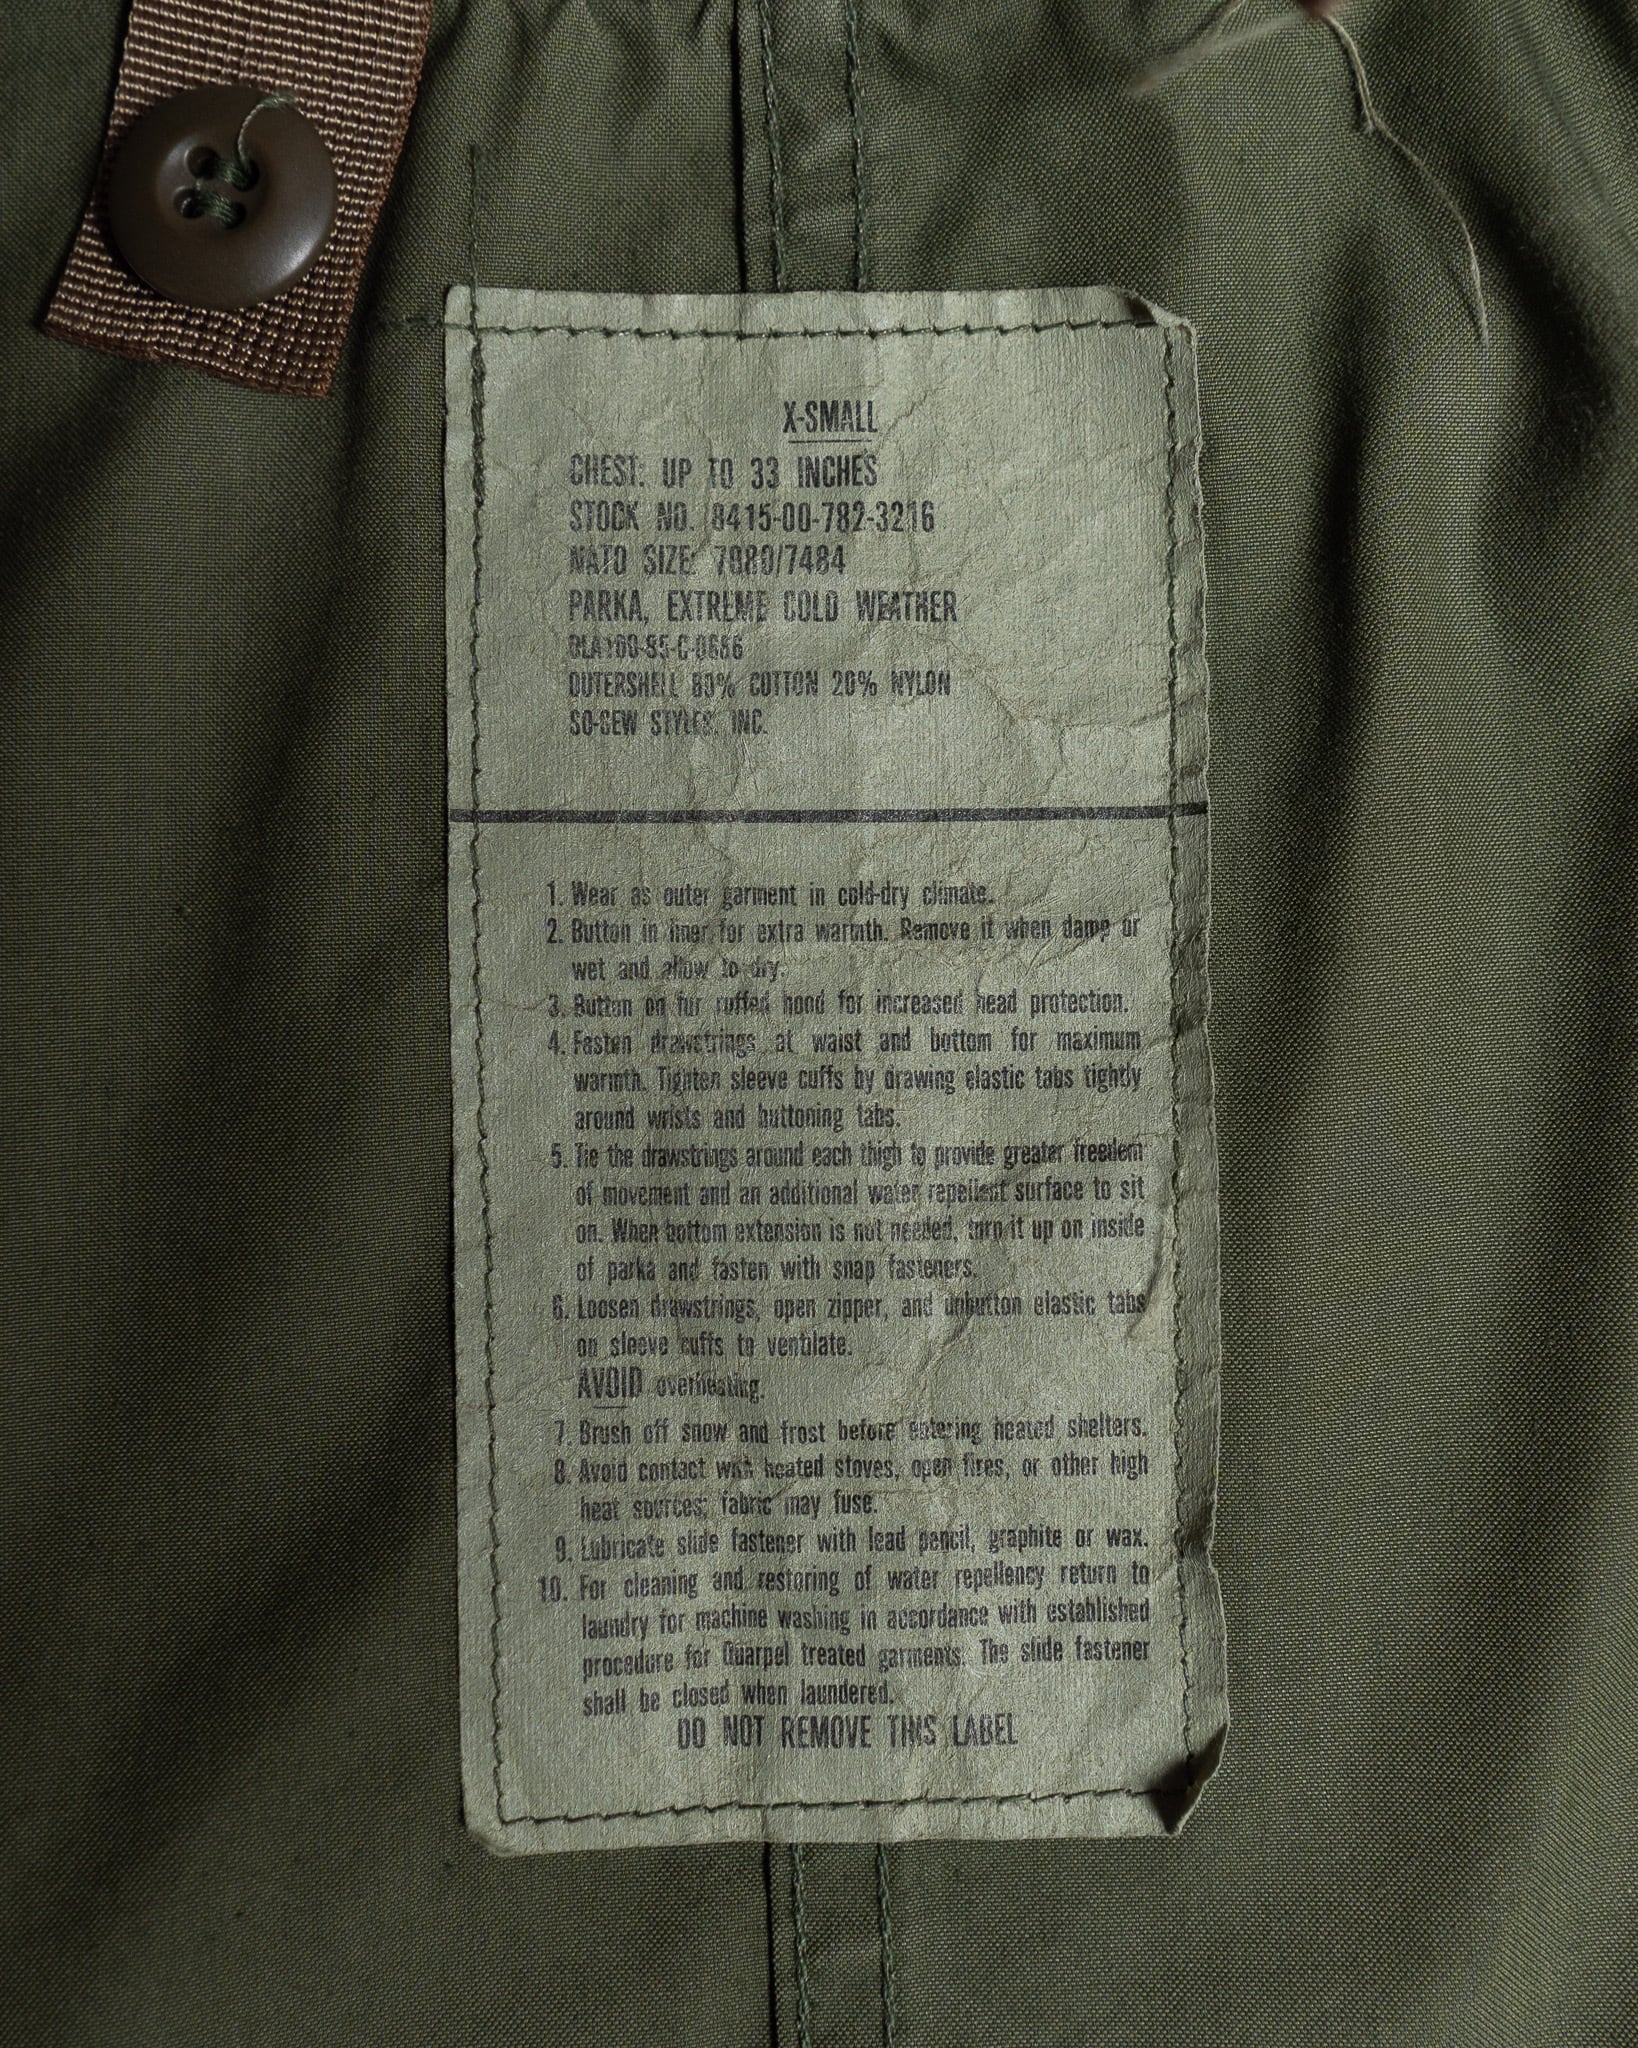 X-SMALL
CHEST: UP TO 33 INCHES
STOCK NO. 8415-00-782-3216
NATO SIZE: 7080/7484
PARKA, EXTREME COLD WEATHER
DLA100-85-C-0666
OUTERSHELL 80% COTTON 20% NYLON
SO-SEW STYLES, INC.
1. Wear as outer garment in cold-dry climate.
2. Button in liner for extra warmth. Remove it when damp or
wet and allow to dry.
3. Button on fur ruffed hood for increased head protection.
4. Fasten drawstrings at waist and bottom for maximum
warmth. Tighten sleeve cuffs by drawing elastic tabs tightly
around wrists and buttoning tabs.
5. Tie the drawstrings around each thigh to provide greater freedom
of movement and an additional water repellent surface to sit
on. When bottom extension is not needed, turn it up on inside
of parka and fasten with snap fasteners.
6. Loosen drawstrings, open zipper, and unbutton elastic tabs
on sleeve cuffs to ventilate.
AVOID overheating.
7. Brush off snow and frost before entering heated shelters.
8. Avoid contact with heated stoves, open fires, or other high
heat sources; fabric may fuse.
9. Lubricate slide fastener with lead pencil, graphite or wax.
10. For cleaning and restoring of water repellency return to
laundry for machine washing in accordance with established
procedure for Quarpel treated garments. The slide fastener
shall be closed when laundered.
DO NOT REMOVE THIS LABEL